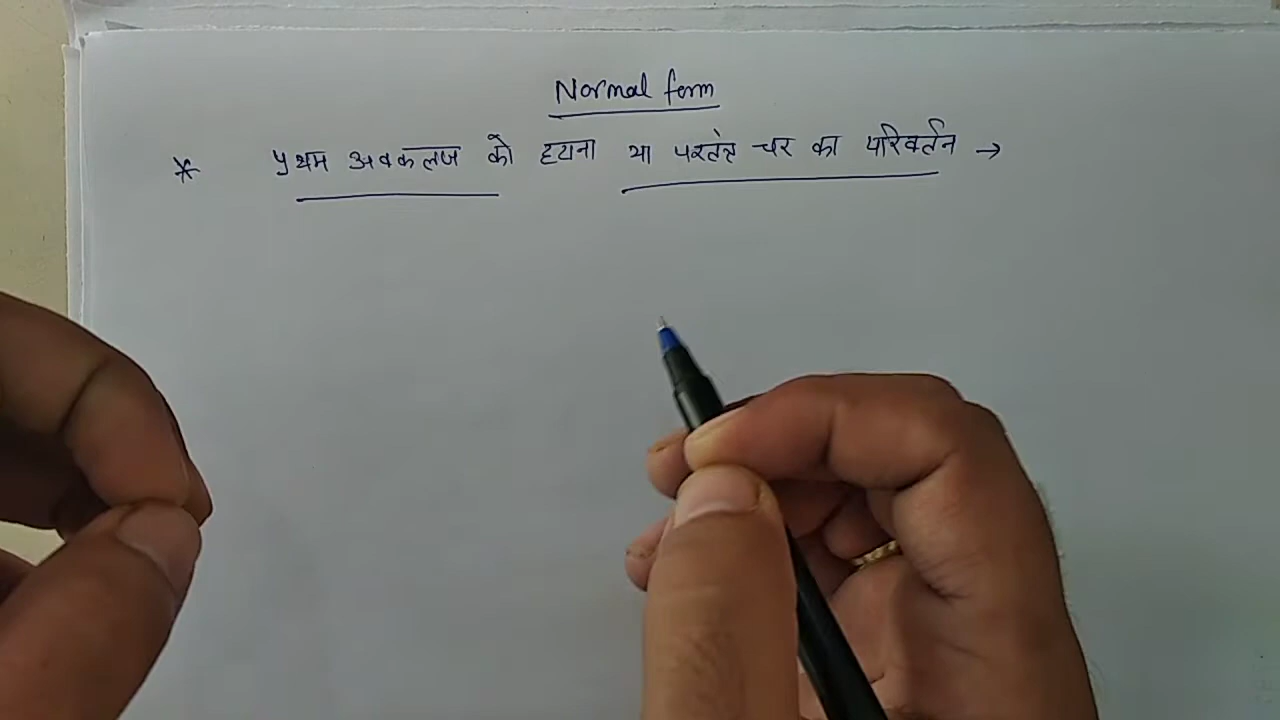 Normal form
* प्रथम अवकलज को हटाना या परतंत्र चर का परिवर्तन →